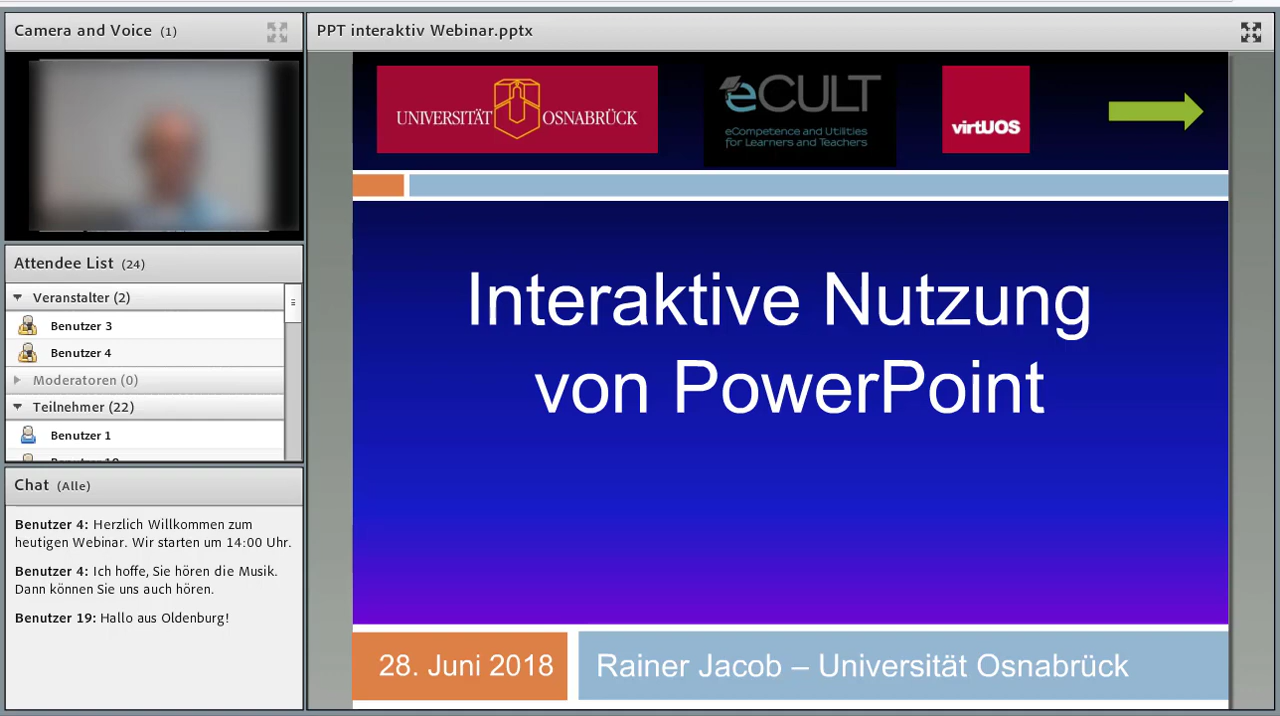 Camera and Voice (1)
Attendee List (24)
Veranstalter (2)
Benutzer 3
Benutzer 4
Moderatoren (0)
Teilnehmer (22)
Benutzer 1
Chat (Alle)
Benutzer 4: Herzlich Willkommen zum
heutigen Webinar. Wir starten um 14:00 Uhr.
Benutzer 4: Ich hoffe, Sie hören die Musik.
Dann können Sie uns auch hören.
Benutzer 19: Hallo aus Oldenburg!
PPT interaktiv Webinar.pptx
UNIVERSITÄT OSNABRÜCK
eCULT
eCompetence and Utilities
for Learners and Teachers
virtUOS
Interaktive Nutzung
von PowerPoint
28. Juni 2018
Rainer Jacob – Universität Osnabrück